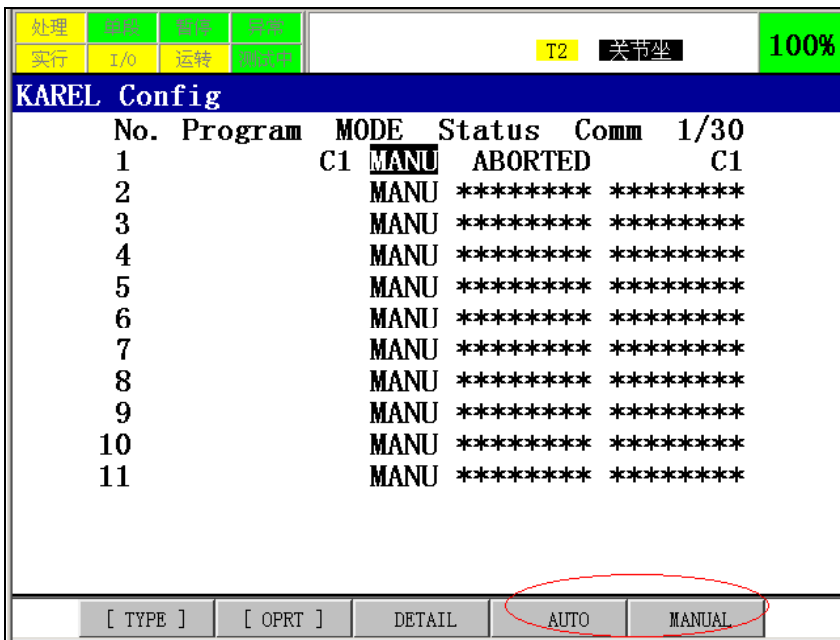 处理 单段 暂停 异常
实行 I/O 运转 测试中 T2 关节坐 100%
KAREL Config
No. Program MODE Status Comm 1/30
1 C1 MANU ABORTED C1
2 MANU ******** ********
3 MANU ******** ********
4 MANU ******** ********
5 MANU ******** ********
6 MANU ******** ********
7 MANU ******** ********
8 MANU ******** ********
9 MANU ******** ********
10 MANU ******** ********
11 MANU ******** ********
[ TYPE ] [ OPRT ] DETAIL AUTO MANUAL